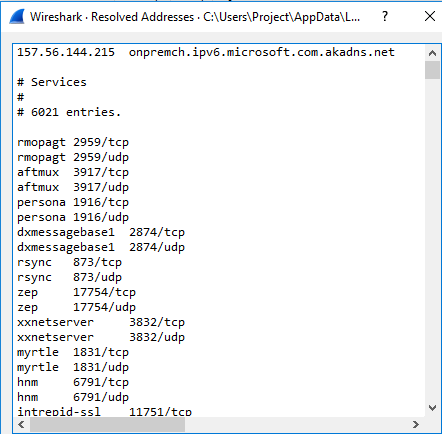 Wireshark · Resolved Addresses · C:\Users\Project\AppData\L...
157.56.144.215 onpremch.ipv6.microsoft.com.akadns.net
# Services
#
# 6021 entries.
rmopagt 2959/tcp
rmopagt 2959/udp
aftmux 3917/tcp
aftmux 3917/udp
persona 1916/tcp
persona 1916/udp
dxmessagebase1 2874/tcp
dxmessagebase1 2874/udp
rsync 873/tcp
rsync 873/udp
zep 17754/tcp
zep 17754/udp
xxnetserver 3832/tcp
xxnetserver 3832/udp
myrtle 1831/tcp
myrtle 1831/udp
hnm 6791/tcp
hnm 6791/udp
intrepid-ssl 11751/tcp